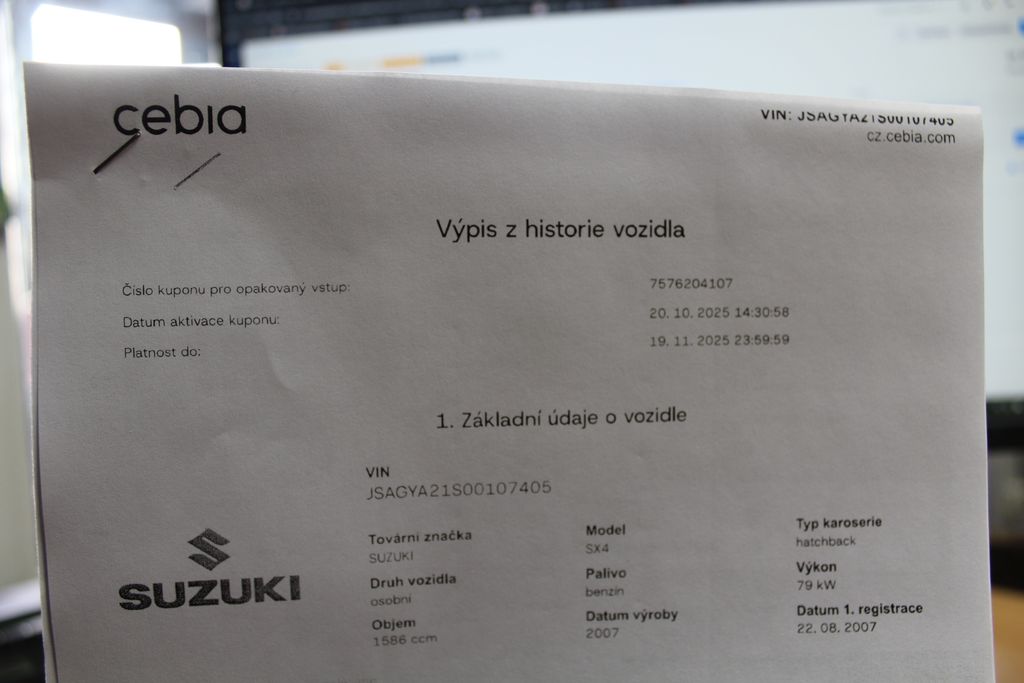 cebia
VIN: JSAGYA21S00107405
cz.cebia.com
Výpis z historie vozidla
Číslo kuponu pro opakovaný vstup: 7576204107
Datum aktivace kuponu: 20. 10. 2025 14:30:58
Platnost do: 19. 11. 2025 23:59:59
1. Základní údaje o vozidle
VIN
JSAGYA21S00107405
SUZUKI
Tovární značka Model Typ karoserie
SUZUKI SX4 hatchback
Druh vozidla Palivo Výkon
osobní benzín 79 kW
Objem Datum výroby Datum 1. registrace
1586 ccm 2007 22. 08. 2007